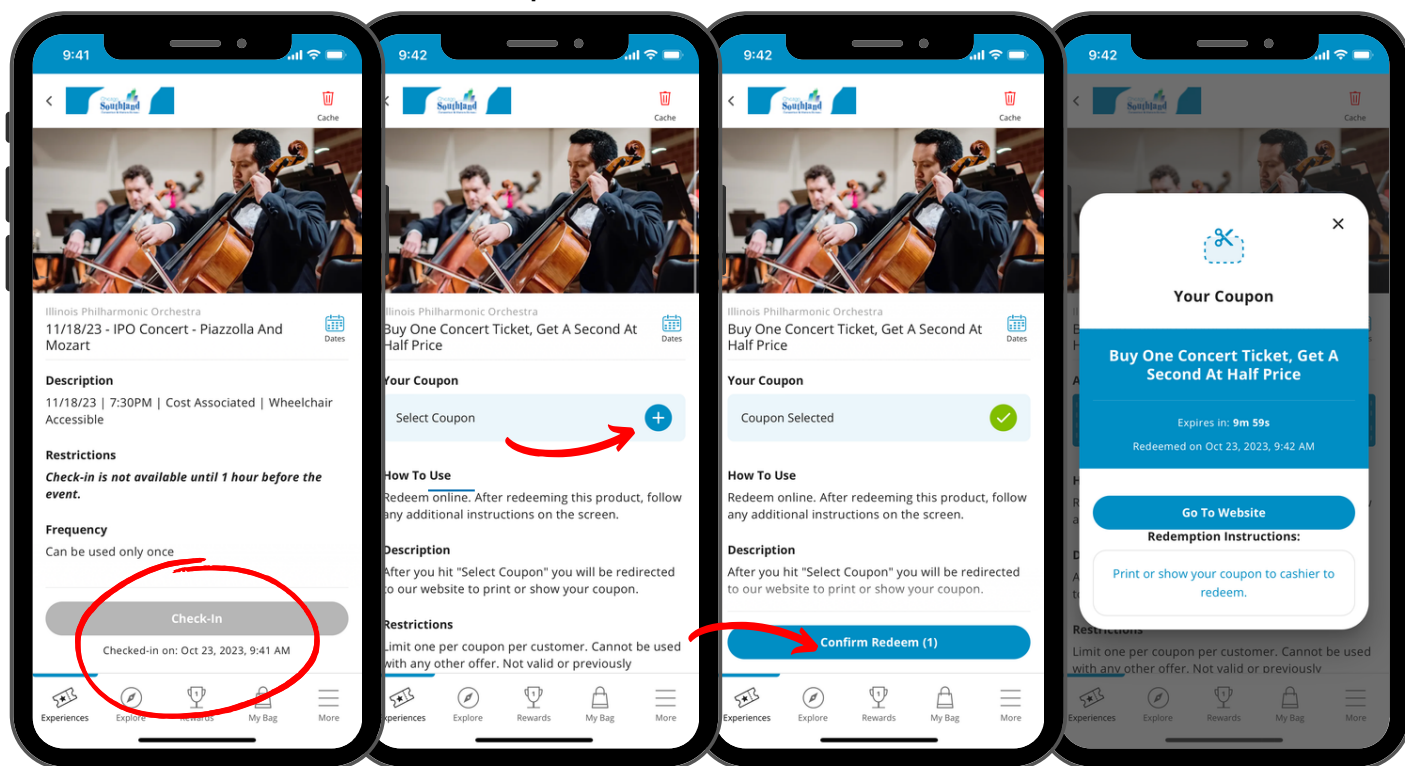 9:41
Chicago
Southland
Cache
Illinois Philharmonic Orchestra
11/18/23 - IPO Concert - Piazzolla And
Mozart
Dates
Description
11/18/23 | 7:30PM | Cost Associated | Wheelchair
Accessible
Restrictions
Check-in is not available until 1 hour before the
event.
Frequency
Can be used only once
Check-In
Checked-in on: Oct 23, 2023, 9:41 AM
Experiences
Explore
Rewards
My Bag
More
9:42
Chicago
Southland
Cache
Illinois Philharmonic Orchestra
Buy One Concert Ticket, Get A Second At
Half Price
Dates
Your Coupon
Select Coupon
How To Use
Redeem online. After redeeming this product, follow
any additional instructions on the screen.
Description
After you hit "Select Coupon" you will be redirected
to our website to print or show your coupon.
Restrictions
Limit one per coupon per customer. Cannot be used
with any other offer. Not valid or previously
Experiences
Explore
Rewards
My Bag
More
9:42
Chicago
Southland
Cache
Illinois Philharmonic Orchestra
Buy One Concert Ticket, Get A Second At
Half Price
Dates
Your Coupon
Coupon Selected
How To Use
Redeem online. After redeeming this product, follow
any additional instructions on the screen.
Description
After you hit "Select Coupon" you will be redirected
to our website to print or show your coupon.
Confirm Redeem (1)
Experiences
Explore
Rewards
My Bag
More
9:42
Chicago
Southland
Cache
Your Coupon
Buy One Concert Ticket, Get A
Second At Half Price
Expires in: 9m 59s
Redeemed on Oct 23, 2023, 9:42 AM
Go To Website
Redemption Instructions:
Print or show your coupon to cashier to
redeem.
Restrictions
Limit one per coupon per customer. Cannot be used
with any other offer. Not valid or previously
Experiences
Explore
Rewards
My Bag
More